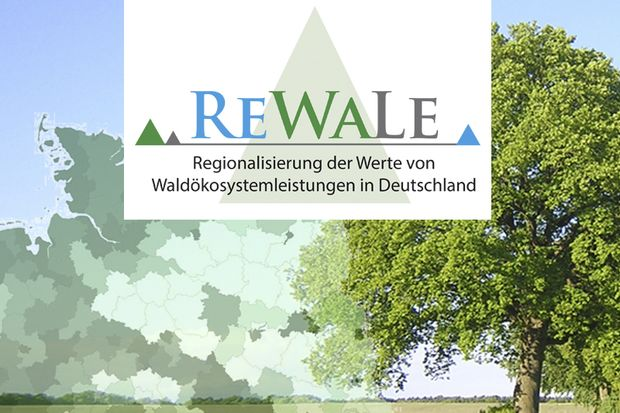 REWALE
Regionalisierung der Werte von
Waldökosystemleistungen in Deutschland